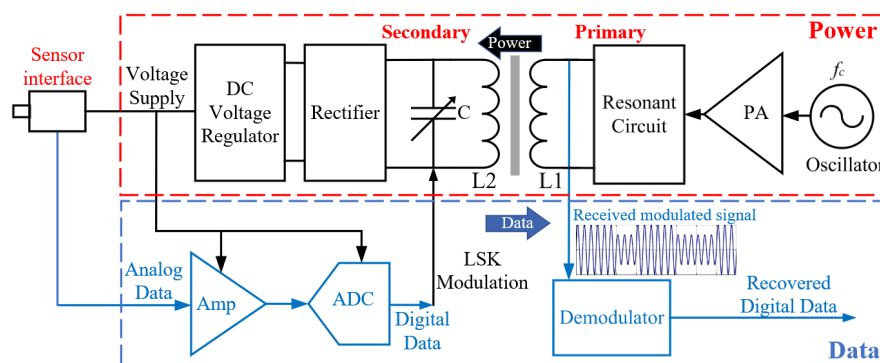 Secondary
Power
Primary
Power
Sensor
interface
Voltage
Supply
DC
Voltage
Regulator
Rectifier
C
L2
L1
Resonant
Circuit
PA
fc
Oscillator
Data
Received modulated signal
LSK
Modulation
Analog
Data
Amp
ADC
Digital
Data
Demodulator
Recovered
Digital Data
Data